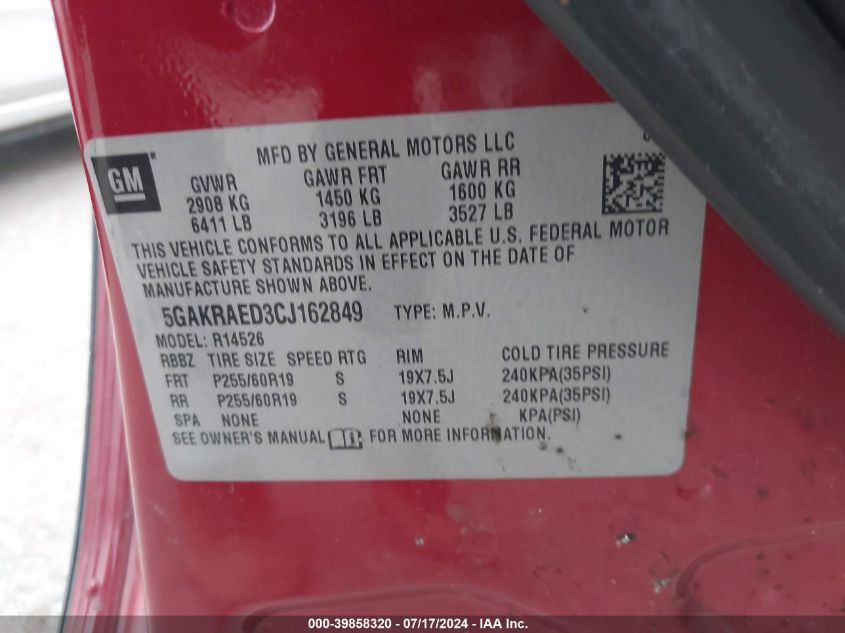 MFD BY GENERAL MOTORS LLC
GM
GVWR GAWR FRT GAWR RR
2908 KG 1450 KG 1600 KG
6411 LB 3196 LB 3527 LB
THIS VEHICLE CONFORMS TO ALL APPLICABLE U.S. FEDERAL MOTOR
VEHICLE SAFETY STANDARDS IN EFFECT ON THE DATE OF
MANUFACTURE SHOWN ABOVE.
5GAKRAED3CJ162849 TYPE: M.P.V.
MODEL: R14526
RBBZ TIRE SIZE SPEED RTG RIM COLD TIRE PRESSURE
FRT P255/60R19 S 19X7.5J 240KPA(35PSI)
RR P255/60R19 S 19X7.5J 240KPA(35PSI)
SPA NONE NONE KPA(PSI)
SEE OWNER'S MANUAL FOR MORE INFORMATION.
000-39858320 - 07/17/2024 - IAA Inc.